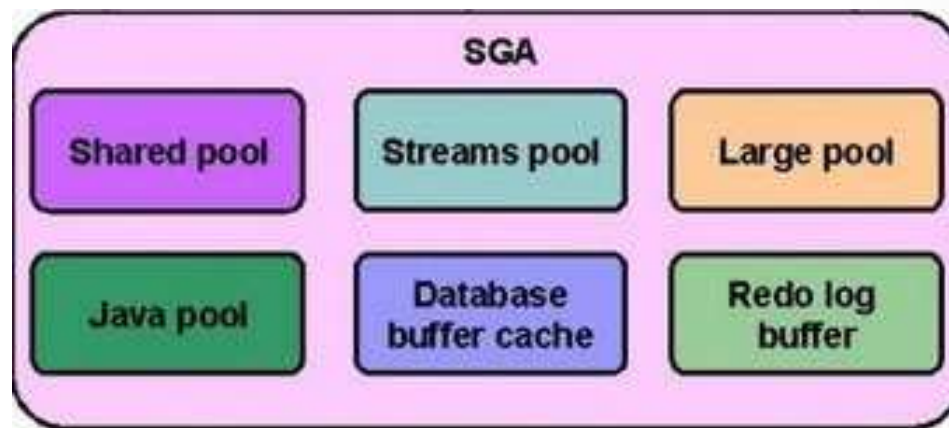 SGA
Shared pool
Streams pool
Large pool
Java pool
Database
buffer cache
Redo log
buffer